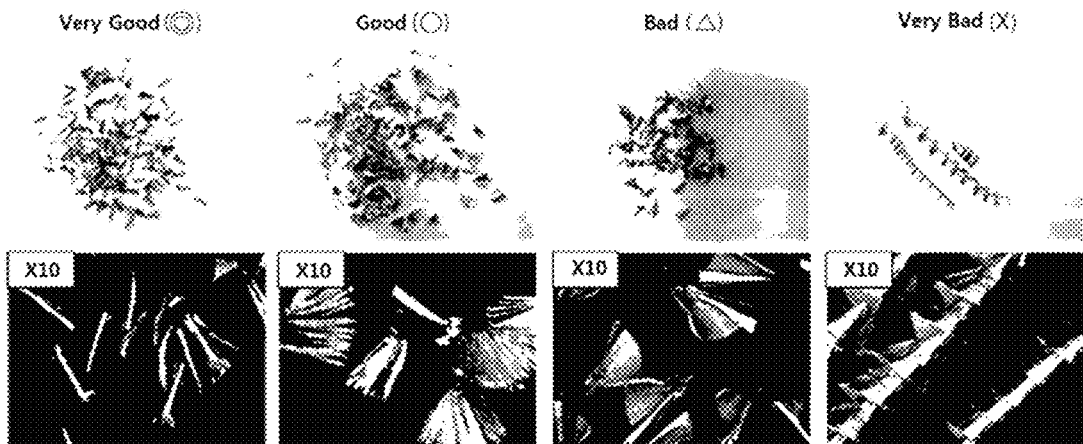 Very Good (◎)
Good (○)
Bad (△)
Very Bad (X)
X10
X10
X10
X10